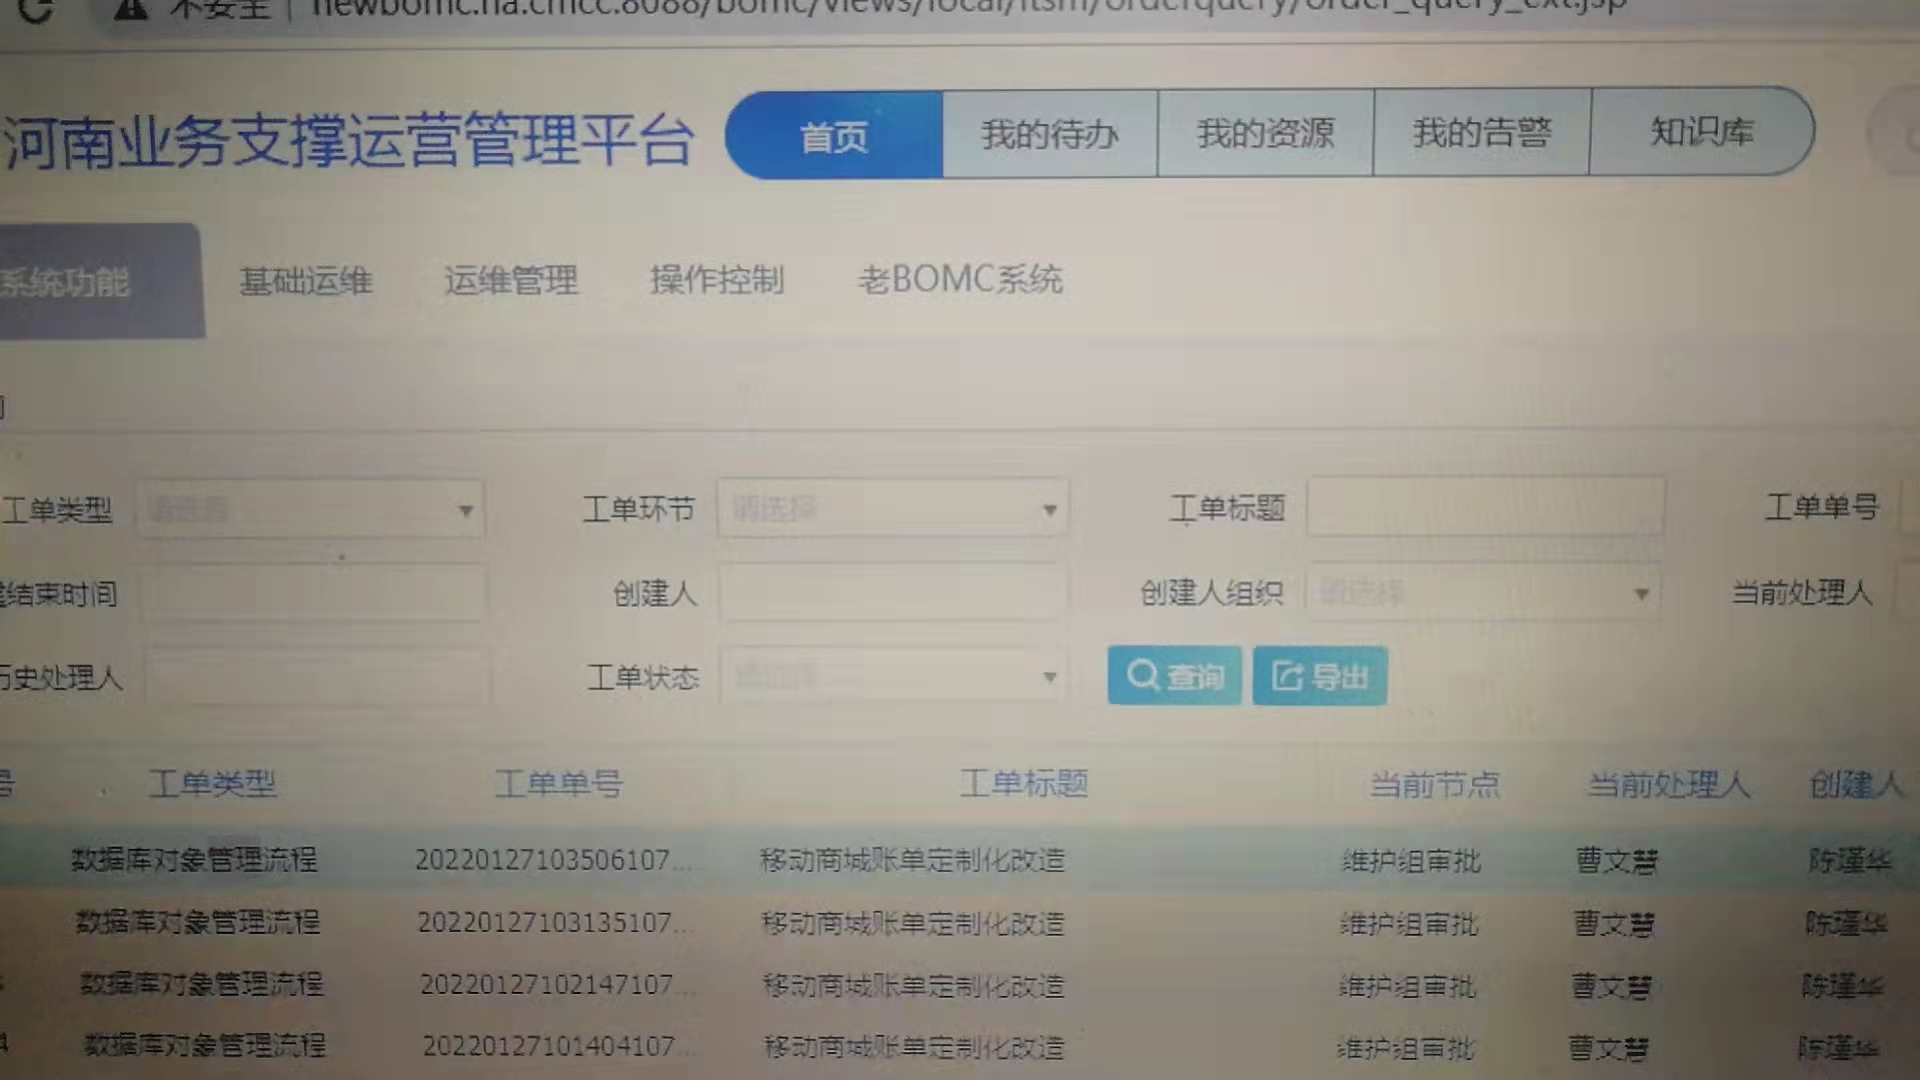 不安全 newbomc.ha.cmcc:8088/bomc/views/local/itsm/orderquery/order_query_ext.jsp
河南业务支撑运营管理平台 首页 我的待办 我的资源 我的告警 知识库
系统功能 基础运维 运维管理 操作控制 老BOMC系统
工单类型 请选择 工单环节 请选择 工单标题 工单单号
结束时间 创建人 创建人组织 请选择 当前处理人
历史处理人 工单状态 请选择 查询 导出
号 工单类型 工单单号 工单标题 当前节点 当前处理人 创建人
数据库对象管理流程 20220127103506107... 移动商城账单定制化改造 维护组审批 曹文慧 陈瑾华
数据库对象管理流程 20220127103135107... 移动商城账单定制化改造 维护组审批 曹文慧 陈瑾华
数据库对象管理流程 20220127102147107... 移动商城账单定制化改造 维护组审批 曹文慧 陈瑾华
4 数据库对象管理流程 20220127101404107... 移动商城账单定制化改造 维护组审批 曹文慧 陈瑾华